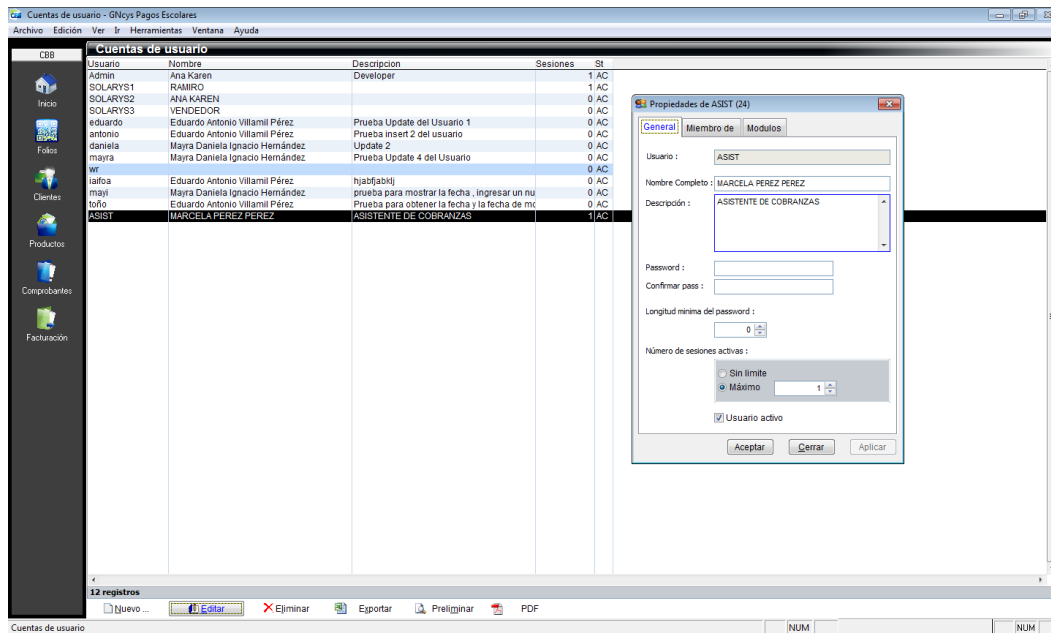 Cuentas de usuario - GNcys Pagos Escolares
Archivo Edición Ver Ir Herramientas Ventana Ayuda
CBB
Inicio
Folios
Clientes
Productos
Comprobantes
Facturación
Cuentas de usuario
Usuario Nombre Descripcion Sesiones St
Admin Ana Karen Developer 1 AC
SOLARYS1 RAMIRO 1 AC
SOLARYS2 ANA KAREN 0 AC
SOLARYS3 VENDEDOR 0 AC
eduardo Eduardo Antonio Villamil Pérez Prueba Update del Usuario 1 0 AC
antonio Eduardo Antonio Villamil Pérez Prueba insert 2 del usuario 0 AC
daniela Mayra Daniela Ignacio Hernández Update 2 0 AC
mayra Mayra Daniela Ignacio Hernández Prueba Update 4 del Usuario 0 AC
wr 0 AC
iaifoa Eduardo Antonio Villamil Pérez hjabfjabklj 0 AC
mayi Mayra Daniela Ignacio Hernández prueba para mostrar la fecha , ingresar un nu 0 AC
toño Eduardo Antonio Villamil Pérez Prueba para obtener la fecha y la fecha de mo 0 AC
ASIST MARCELA PEREZ PEREZ ASISTENTE DE COBRANZAS 1 AC
Propiedades de ASIST (24)
General Miembro de Modulos
Usuario : ASIST
Nombre Completo : MARCELA PEREZ PEREZ
Descripción : ASISTENTE DE COBRANZAS
Password :
Confirmar pass :
Longitud minima del password :
0
Número de sesiones activas :
Sin limite
Máximo 1
Usuario activo
Aceptar Cerrar Aplicar
12 registros
Nuevo ... Editar Eliminar Exportar Preliminar PDF
Cuentas de usuario NUM NUM